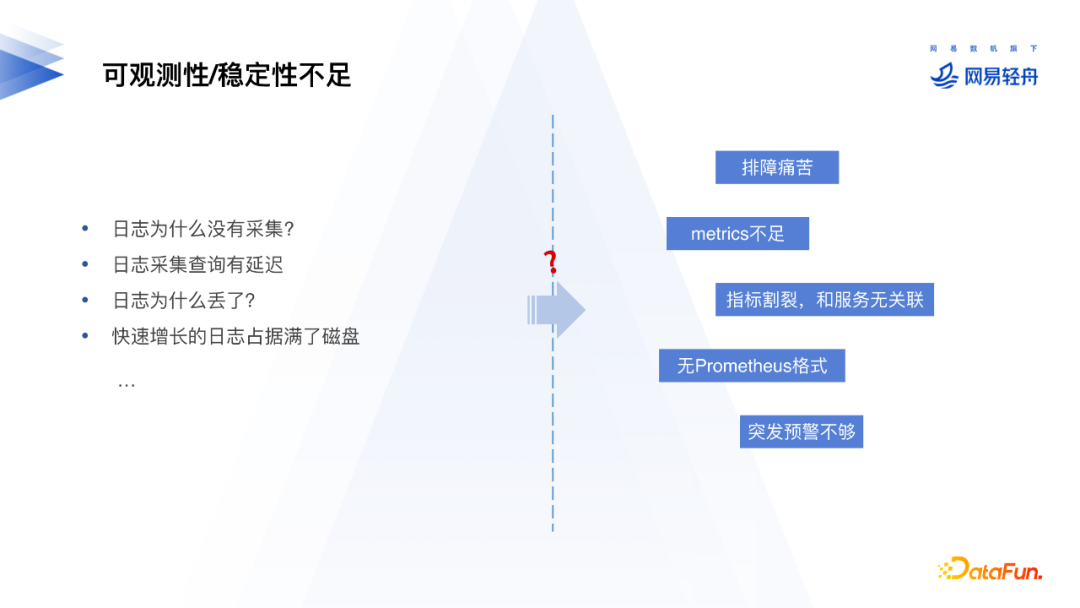 可观测性/稳定性不足
网易数帆旗下
网易轻舟
• 日志为什么没有采集?
• 日志采集查询有延迟
• 日志为什么丢了?
• 快速增长的日志占据满了磁盘
…
?
排障痛苦
metrics不足
指标割裂，和服务无关联
无Prometheus格式
突发预警不够
DataFun.